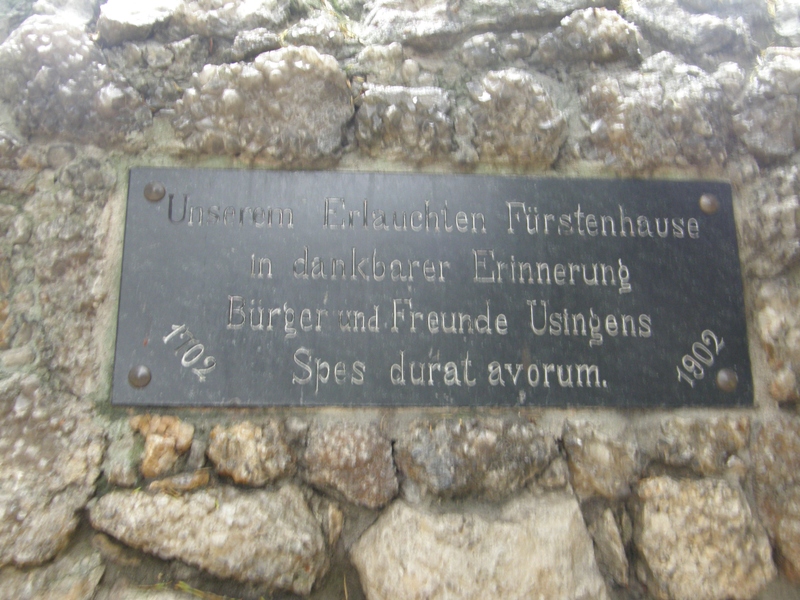 Unserem Erlauchten Fürstenhause
in dankbarer Erinnerung
Bürger und Freunde Usingens
1702
Spes durat avorum.
1902